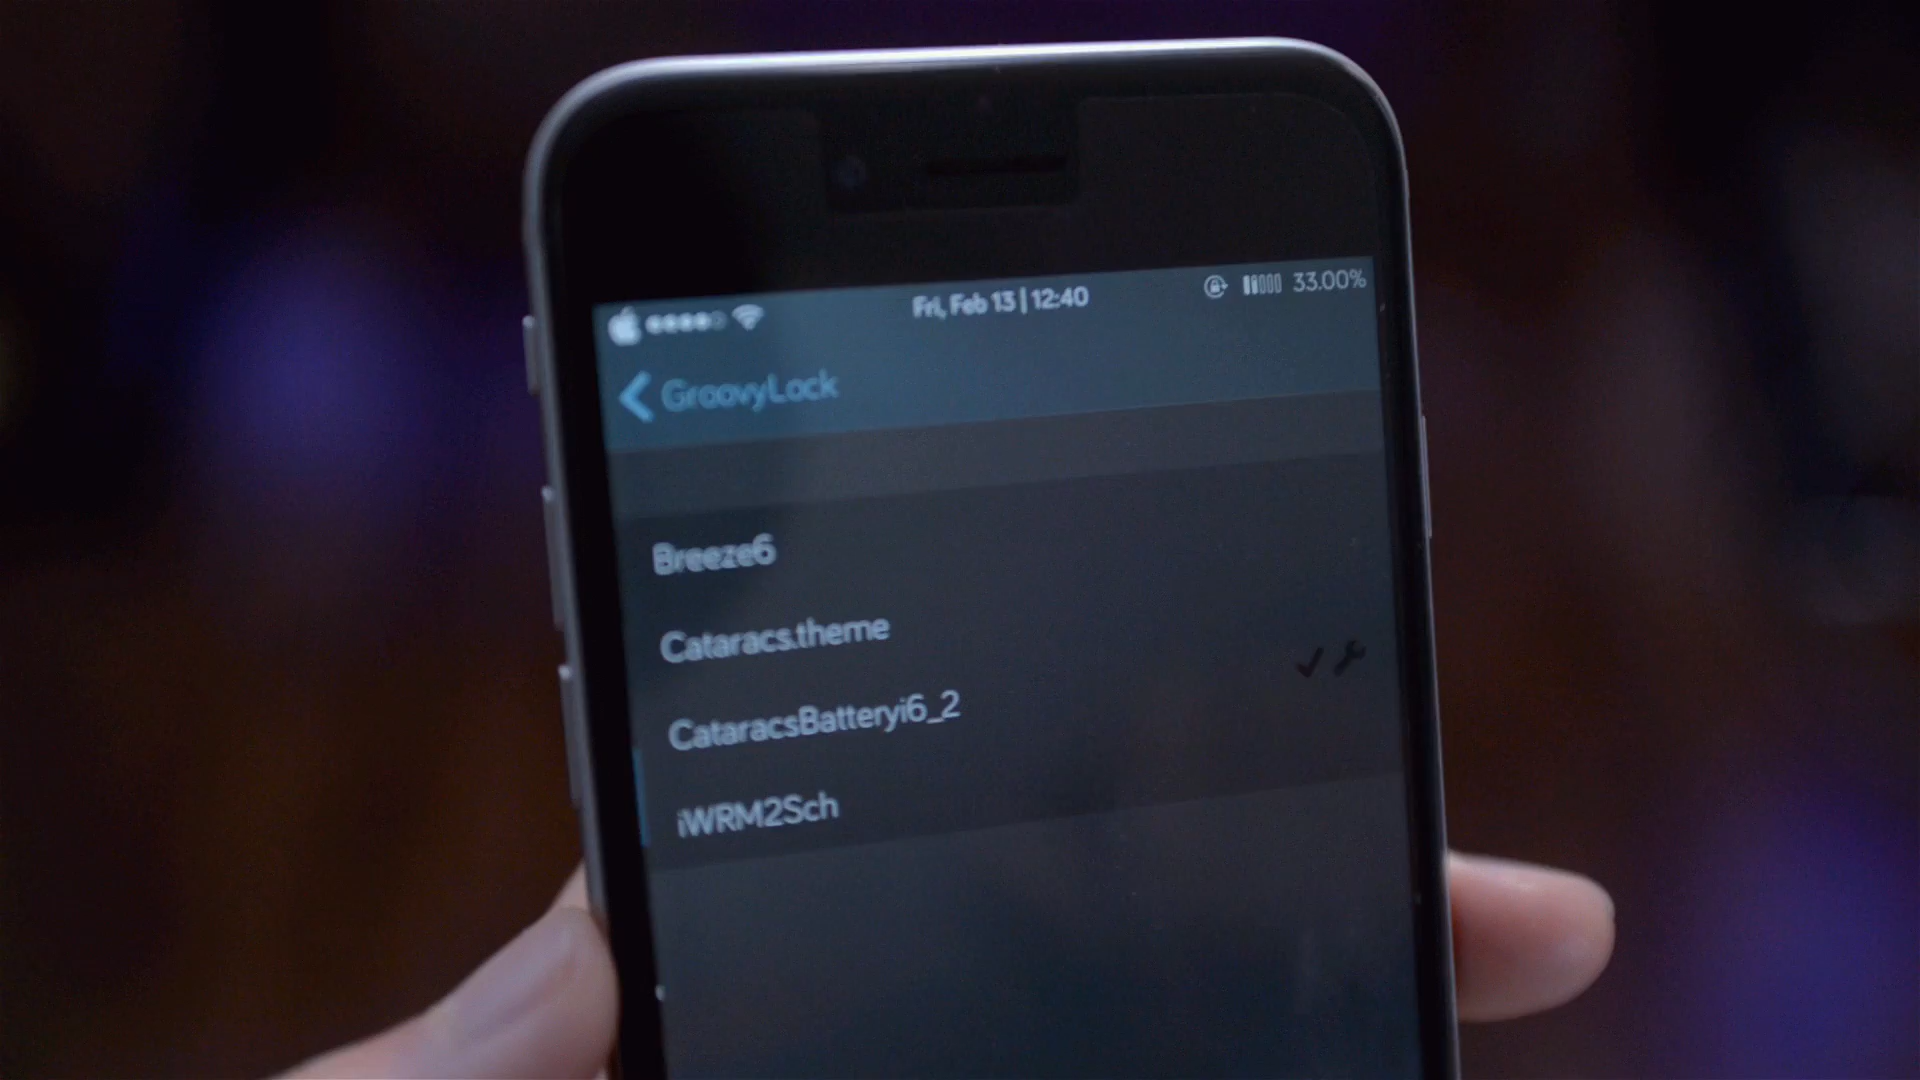 Fri, Feb 13 | 12:40
33.00%
GroovyLock
Breeze6
Cataracs.theme
CataracsBatteryi6_2
iWRM2Sch